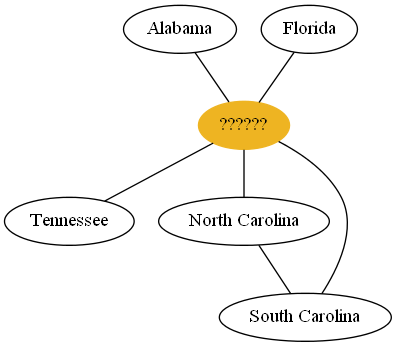 Alabama
Florida
??????
Tennessee
North Carolina
South Carolina